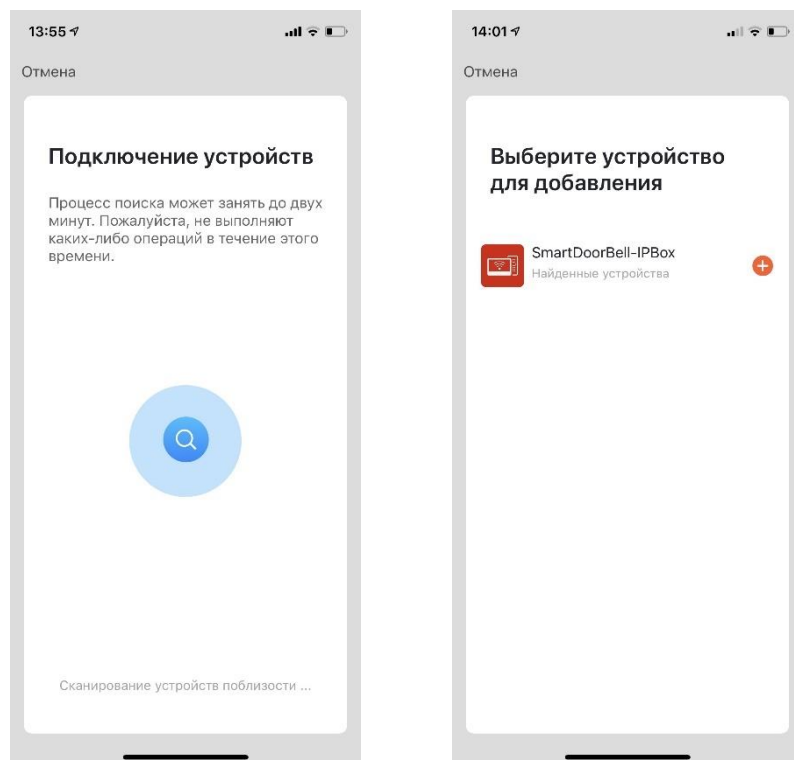 13:55
Отмена
Подключение устройств
Процесс поиска может занять до двух
минут. Пожалуйста, не выполняют
каких-либо операций в течение этого
времени.
Сканирование устройств поблизости ...
14:01
Отмена
Выберите устройство
для добавления
SmartDoorBell-IPBox
Найденные устройства